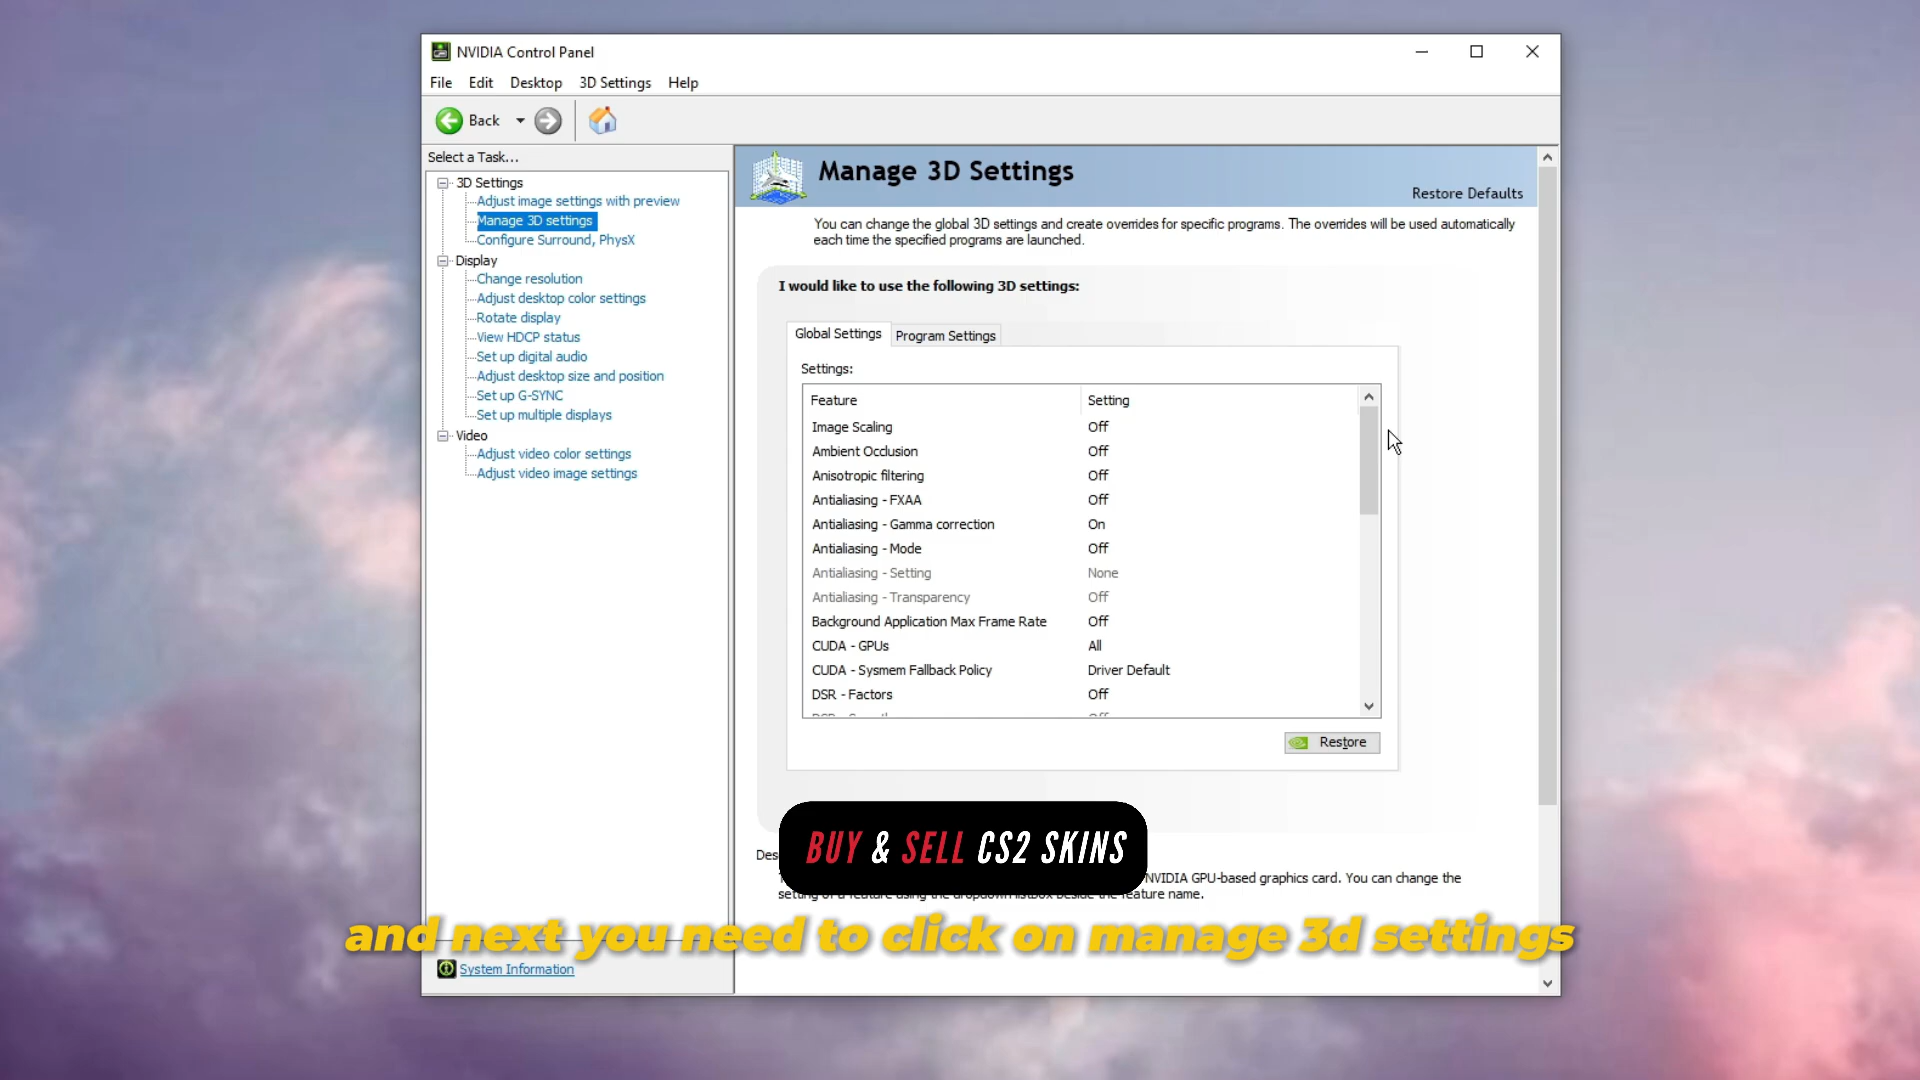 NVIDIA Control Panel
File Edit Desktop 3D Settings Help
Back
Select a Task...
3D Settings
Adjust image settings with preview
Manage 3D settings
Configure Surround, PhysX
Display
Change resolution
Adjust desktop color settings
Rotate display
View HDCP status
Set up digital audio
Adjust desktop size and position
Set up G-SYNC
Set up multiple displays
Video
Adjust video color settings
Adjust video image settings
System Information
Manage 3D Settings
Restore Defaults
You can change the global 3D settings and create overrides for specific programs. The overrides will be used automatically
each time the specified programs are launched.
I would like to use the following 3D settings:
Global Settings Program Settings
Settings:
Feature Setting
Image Scaling Off
Ambient Occlusion Off
Anisotropic filtering Off
Antialiasing - FXAA Off
Antialiasing - Gamma correction On
Antialiasing - Mode Off
Antialiasing - Setting None
Antialiasing - Transparency Off
Background Application Max Frame Rate Off
CUDA - GPUs All
CUDA - Sysmem Fallback Policy Driver Default
DSR - Factors Off
Restore
BUY & SELL CS2 SKINS
NVIDIA GPU-based graphics card. You can change the
setting of a feature using the dropdown listbox beside the feature name.
and next you need to click on manage 3d settings